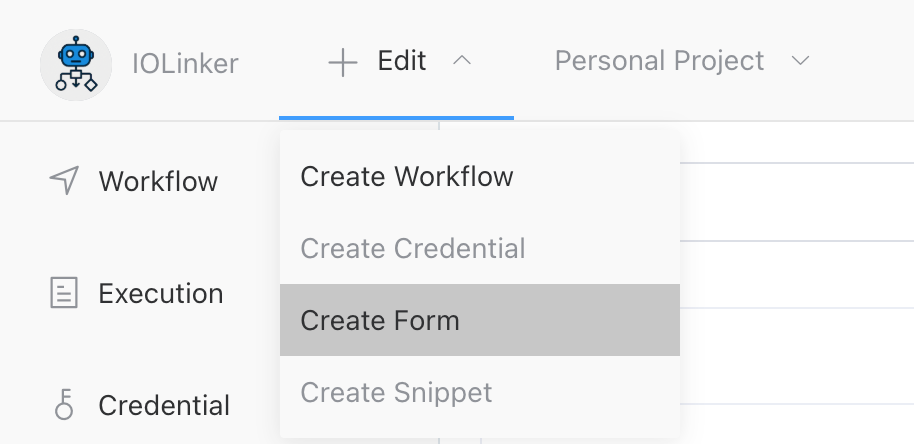 IOLinker
Edit
Personal Project
Workflow
Execution
Credential
Create Workflow
Create Credential
Create Form
Create Snippet